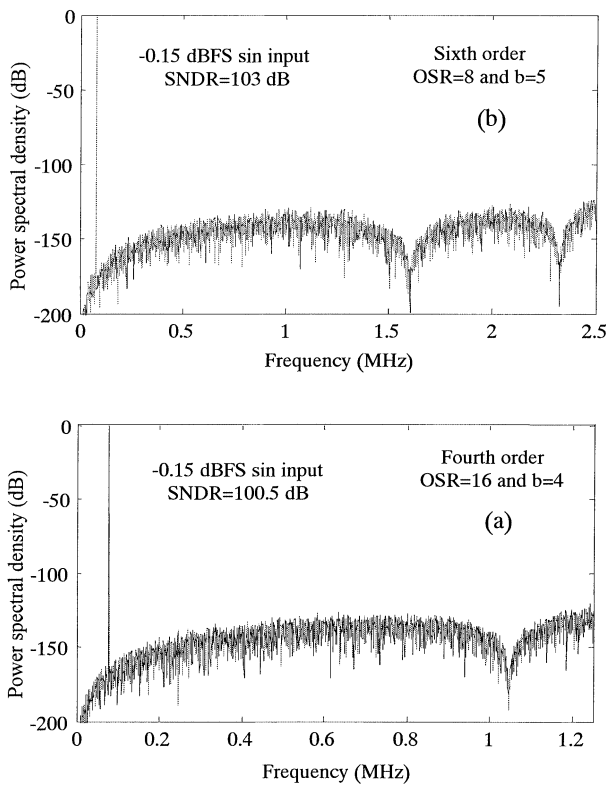 0
-50
-100
-150
-200
Power spectral density (dB)
-0.15 dBFS sin input
SNDR=103 dB
Sixth order
OSR=8 and b=5
(b)
0 0.5 1 1.5 2 2.5
Frequency (MHz)
0
-50
-100
-150
-200
Power spectral density (dB)
-0.15 dBFS sin input
SNDR=100.5 dB
Fourth order
OSR=16 and b=4
(a)
0 0.2 0.4 0.6 0.8 1 1.2
Frequency (MHz)